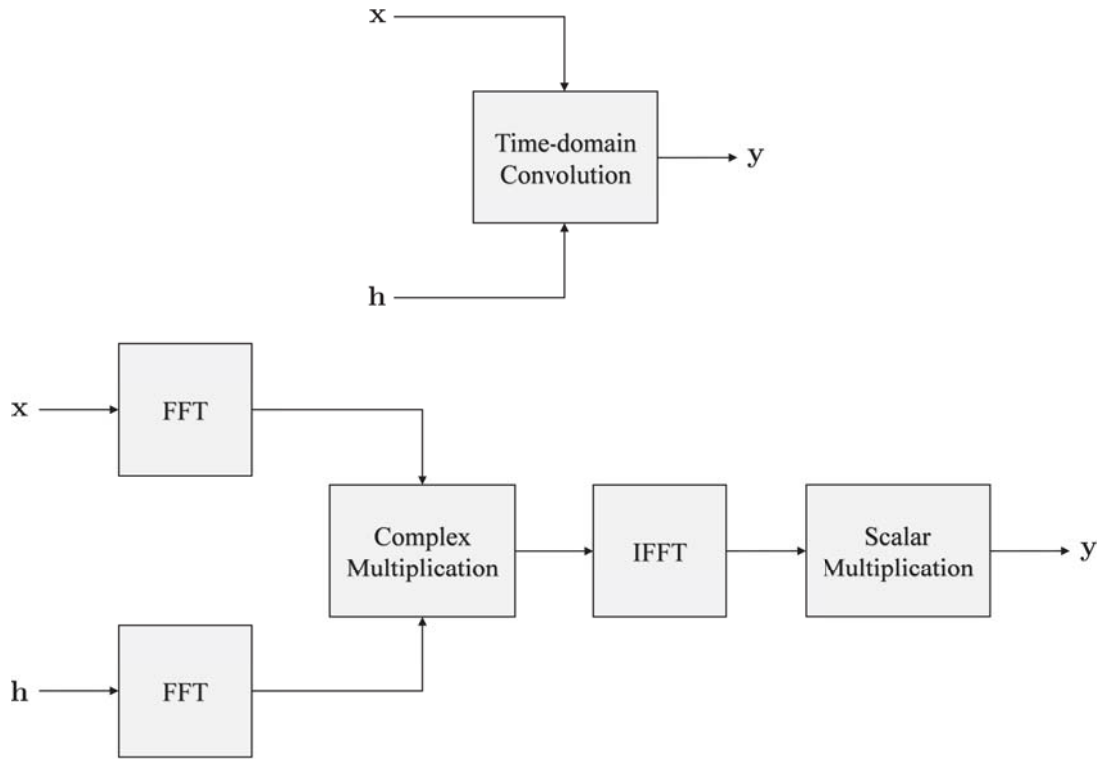 x
Time-domain
Convolution
y
h
x
FFT
Complex
Multiplication
IFFT
Scalar
Multiplication
y
h
FFT